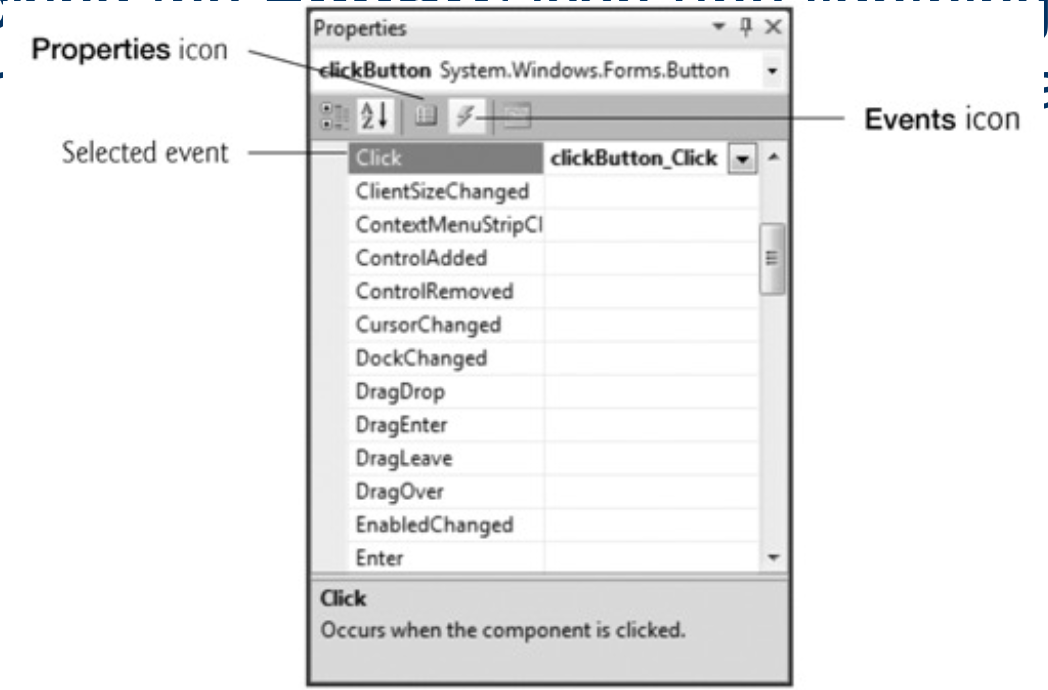 Properties
Properties icon
clickButton System.Windows.Forms.Button
Events icon
Selected event
Click clickButton_Click
ClientSizeChanged
ContextMenuStripCl
ControlAdded
ControlRemoved
CursorChanged
DockChanged
DragDrop
DragEnter
DragLeave
DragOver
EnabledChanged
Enter
Click
Occurs when the component is clicked.